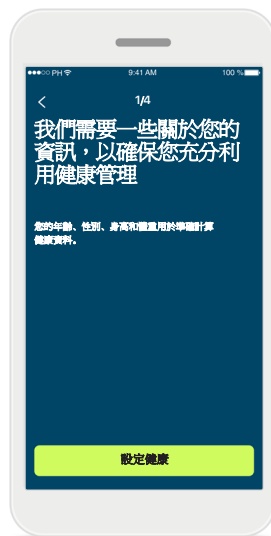 PH 9:41 AM 100 %
1/4
我們需要一些關於您的
資訊，以確保您充分利
用健康管理
您的年齡、性別、身高和體重用於準確計算
健康資料。
設定健康